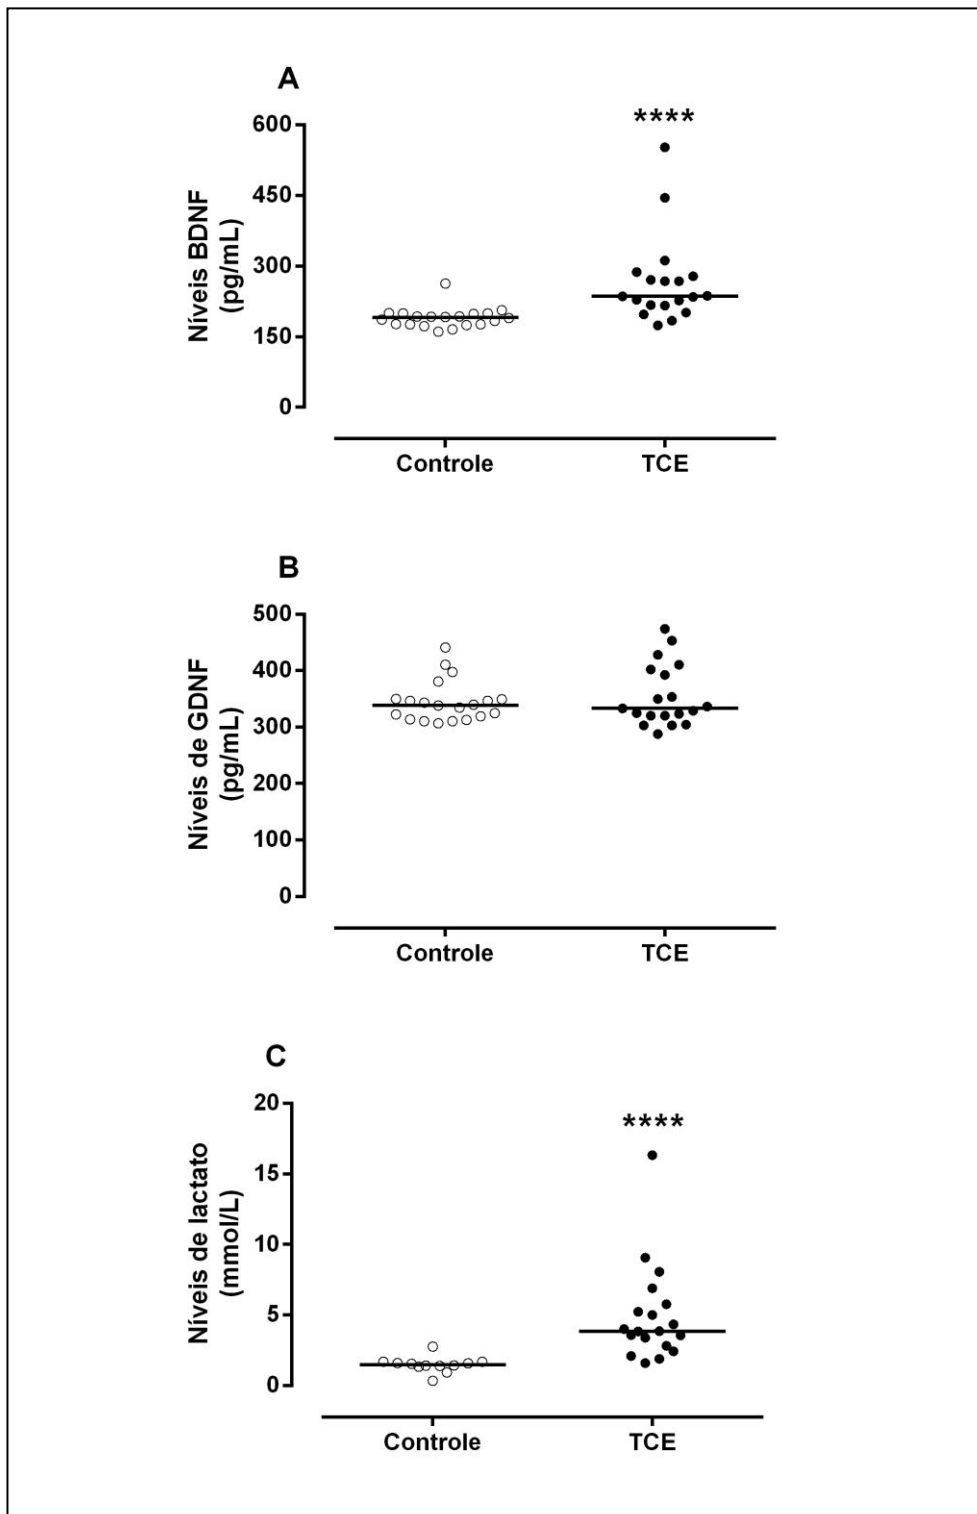 A
Níveis BDNF
(pg/mL)
600
450
300
150
0
****
Controle
TCE
B
Níveis de GDNF
(pg/mL)
500
400
300
200
100
0
Controle
TCE
C
Níveis de lactato
(mmol/L)
20
15
10
5
0
****
Controle
TCE